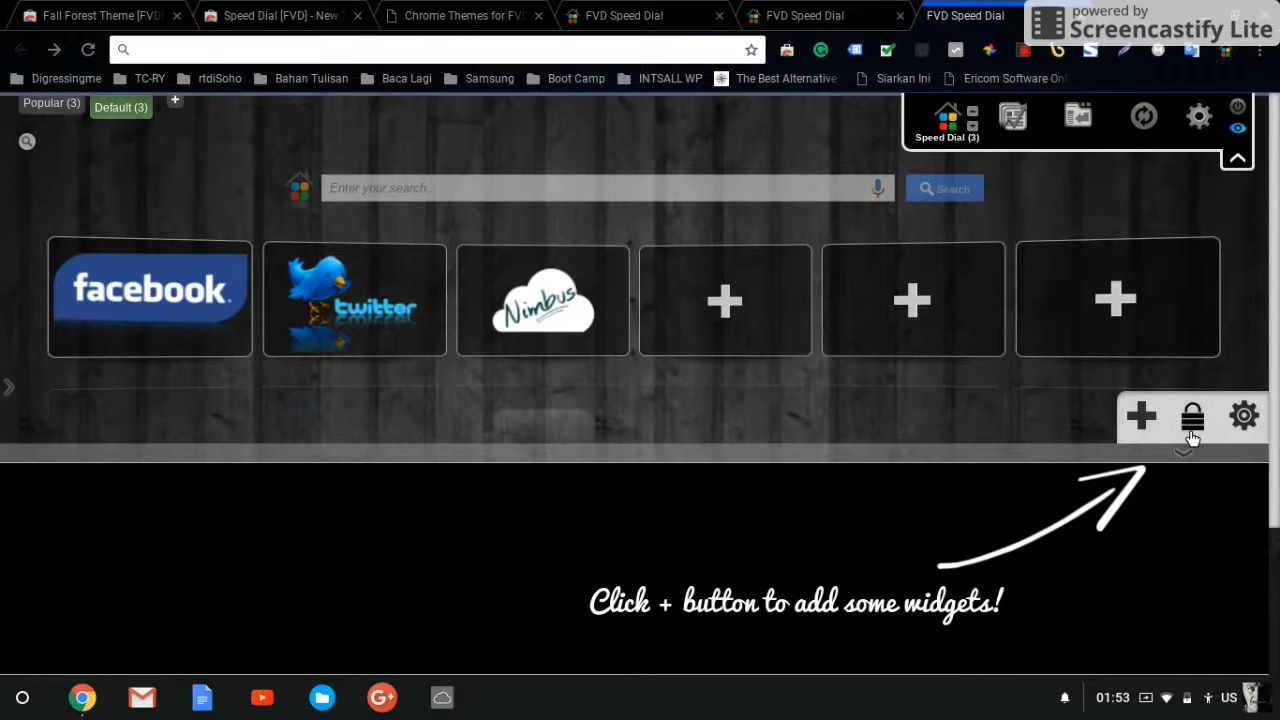 Fall Forest Theme [FVD
Speed Dial [FVD] - New
Chrome Themes for FV
FVD Speed Dial
FVD Speed Dial
FVD Speed Dial
powered by
Screencastify Lite
Digressingme
TC-RY
rtdiSoho
Bahan Tulisan
Baca Lagi
Samsung
Boot Camp
INTSALL WP
The Best Alternative
Siarkan Ini
Ericom Software Onl
Popular (3)
Default (3)
Speed Dial (3)
Enter your search...
Search
facebook.
twitter
Nimbus
Click + button to add some widgets!
01:53
US